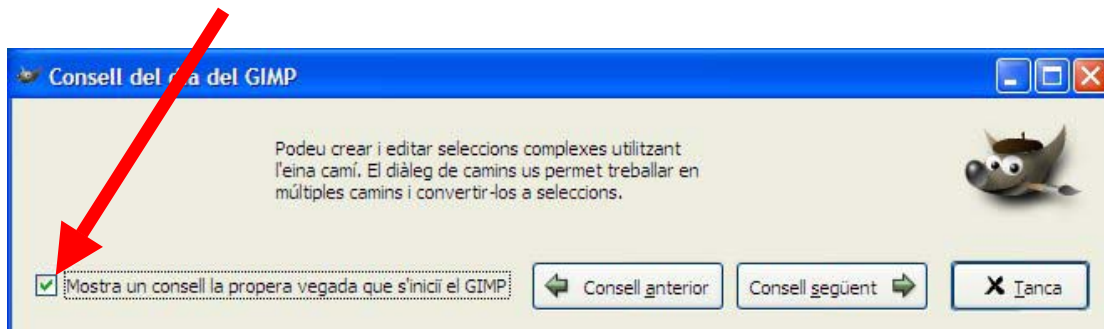 Consell del dia del GIMP
Podeu crear i editar seleccions complexes utilitzant
l'eina camí. El diàleg de camins us permet treballar en
múltiples camins i convertir-los a seleccions.
Mostra un consell la propera vegada que s'iniciï el GIMP
Consell anterior
Consell següent
Tanca